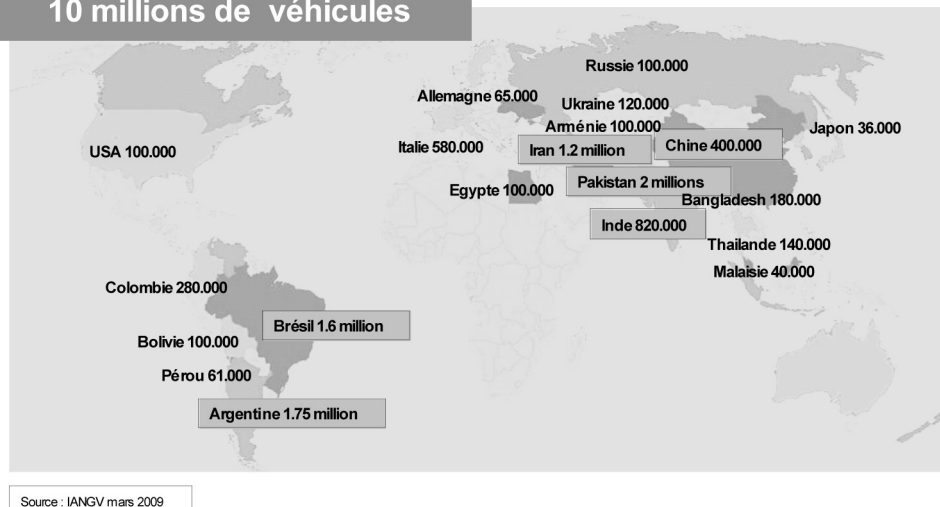 10 millions de véhicules
Russie 100.000
Allemagne 65.000
Ukraine 120.000
Arménie 100.000
Japon 36.000
USA 100.000
Italie 580.000
Iran 1.2 million
Chine 400.000
Egypte 100.000
Pakistan 2 millions
Bangladesh 180.000
Inde 820.000
Thailande 140.000
Malaisie 40.000
Colombie 280.000
Brésil 1.6 million
Bolivie 100.000
Pérou 61.000
Argentine 1.75 million
Source : IANGV mars 2009